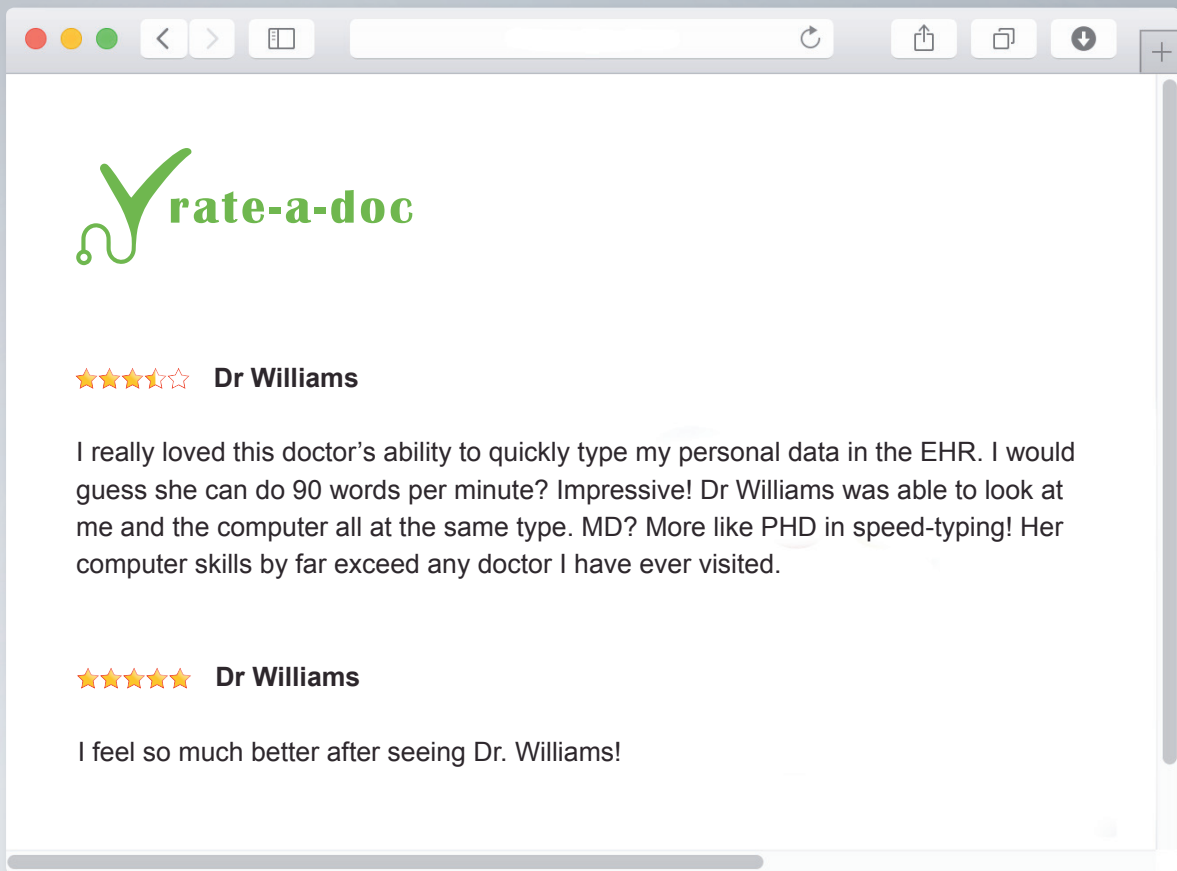 rate-a-doc
Dr Williams
I really loved this doctor’s ability to quickly type my personal data in the EHR. I would
guess she can do 90 words per minute? Impressive! Dr Williams was able to look at
me and the computer all at the same type. MD? More like PHD in speed-typing! Her
computer skills by far exceed any doctor I have ever visited.
Dr Williams
I feel so much better after seeing Dr. Williams!